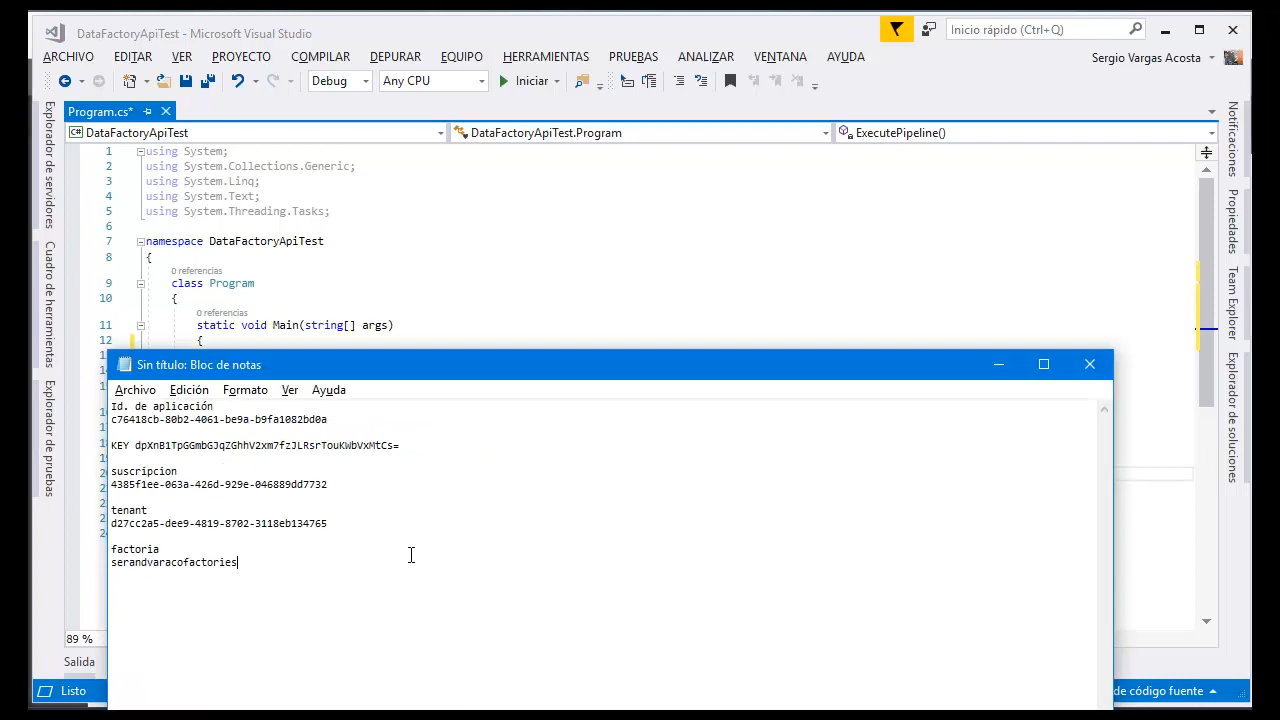 DataFactoryApiTest - Microsoft Visual Studio
Inicio rápido (Ctrl+Q)
ARCHIVO EDITAR VER PROYECTO COMPILAR DEPURAR EQUIPO HERRAMIENTAS PRUEBAS ANALIZAR VENTANA AYUDA
Sergio Vargas Acosta
Debug Any CPU Iniciar
Program.cs*
DataFactoryApiTest DataFactoryApiTest.Program ExecutePipeline()
Explorador de servidores
Cuadro de herramientas
Explorador de pruebas
1 using System;
2 using System.Collections.Generic;
3 using System.Linq;
4 using System.Text;
5 using System.Threading.Tasks;
6
7 namespace DataFactoryApiTest
8 {
0 referencias
9 class Program
10 {
0 referencias
11 static void Main(string[] args)
12 {
Sin título: Bloc de notas
Archivo Edición Formato Ver Ayuda
Id. de aplicación
c76418cb-80b2-4061-be9a-b9fa1082bd0a
KEY dpXnB1TpGGmbGJqZGhhV2xm7fzJLRsrTouKWbVxMtCs=
suscripcion
4385f1ee-063a-426d-929e-046889dd7732
tenant
d27cc2a5-dee9-4819-8702-3118eb134765
factoria
serandvaracofactories
Notificaciones
Propiedades
Team Explorer
Explorador de soluciones
89 %
Salida
Listo
de código fuente